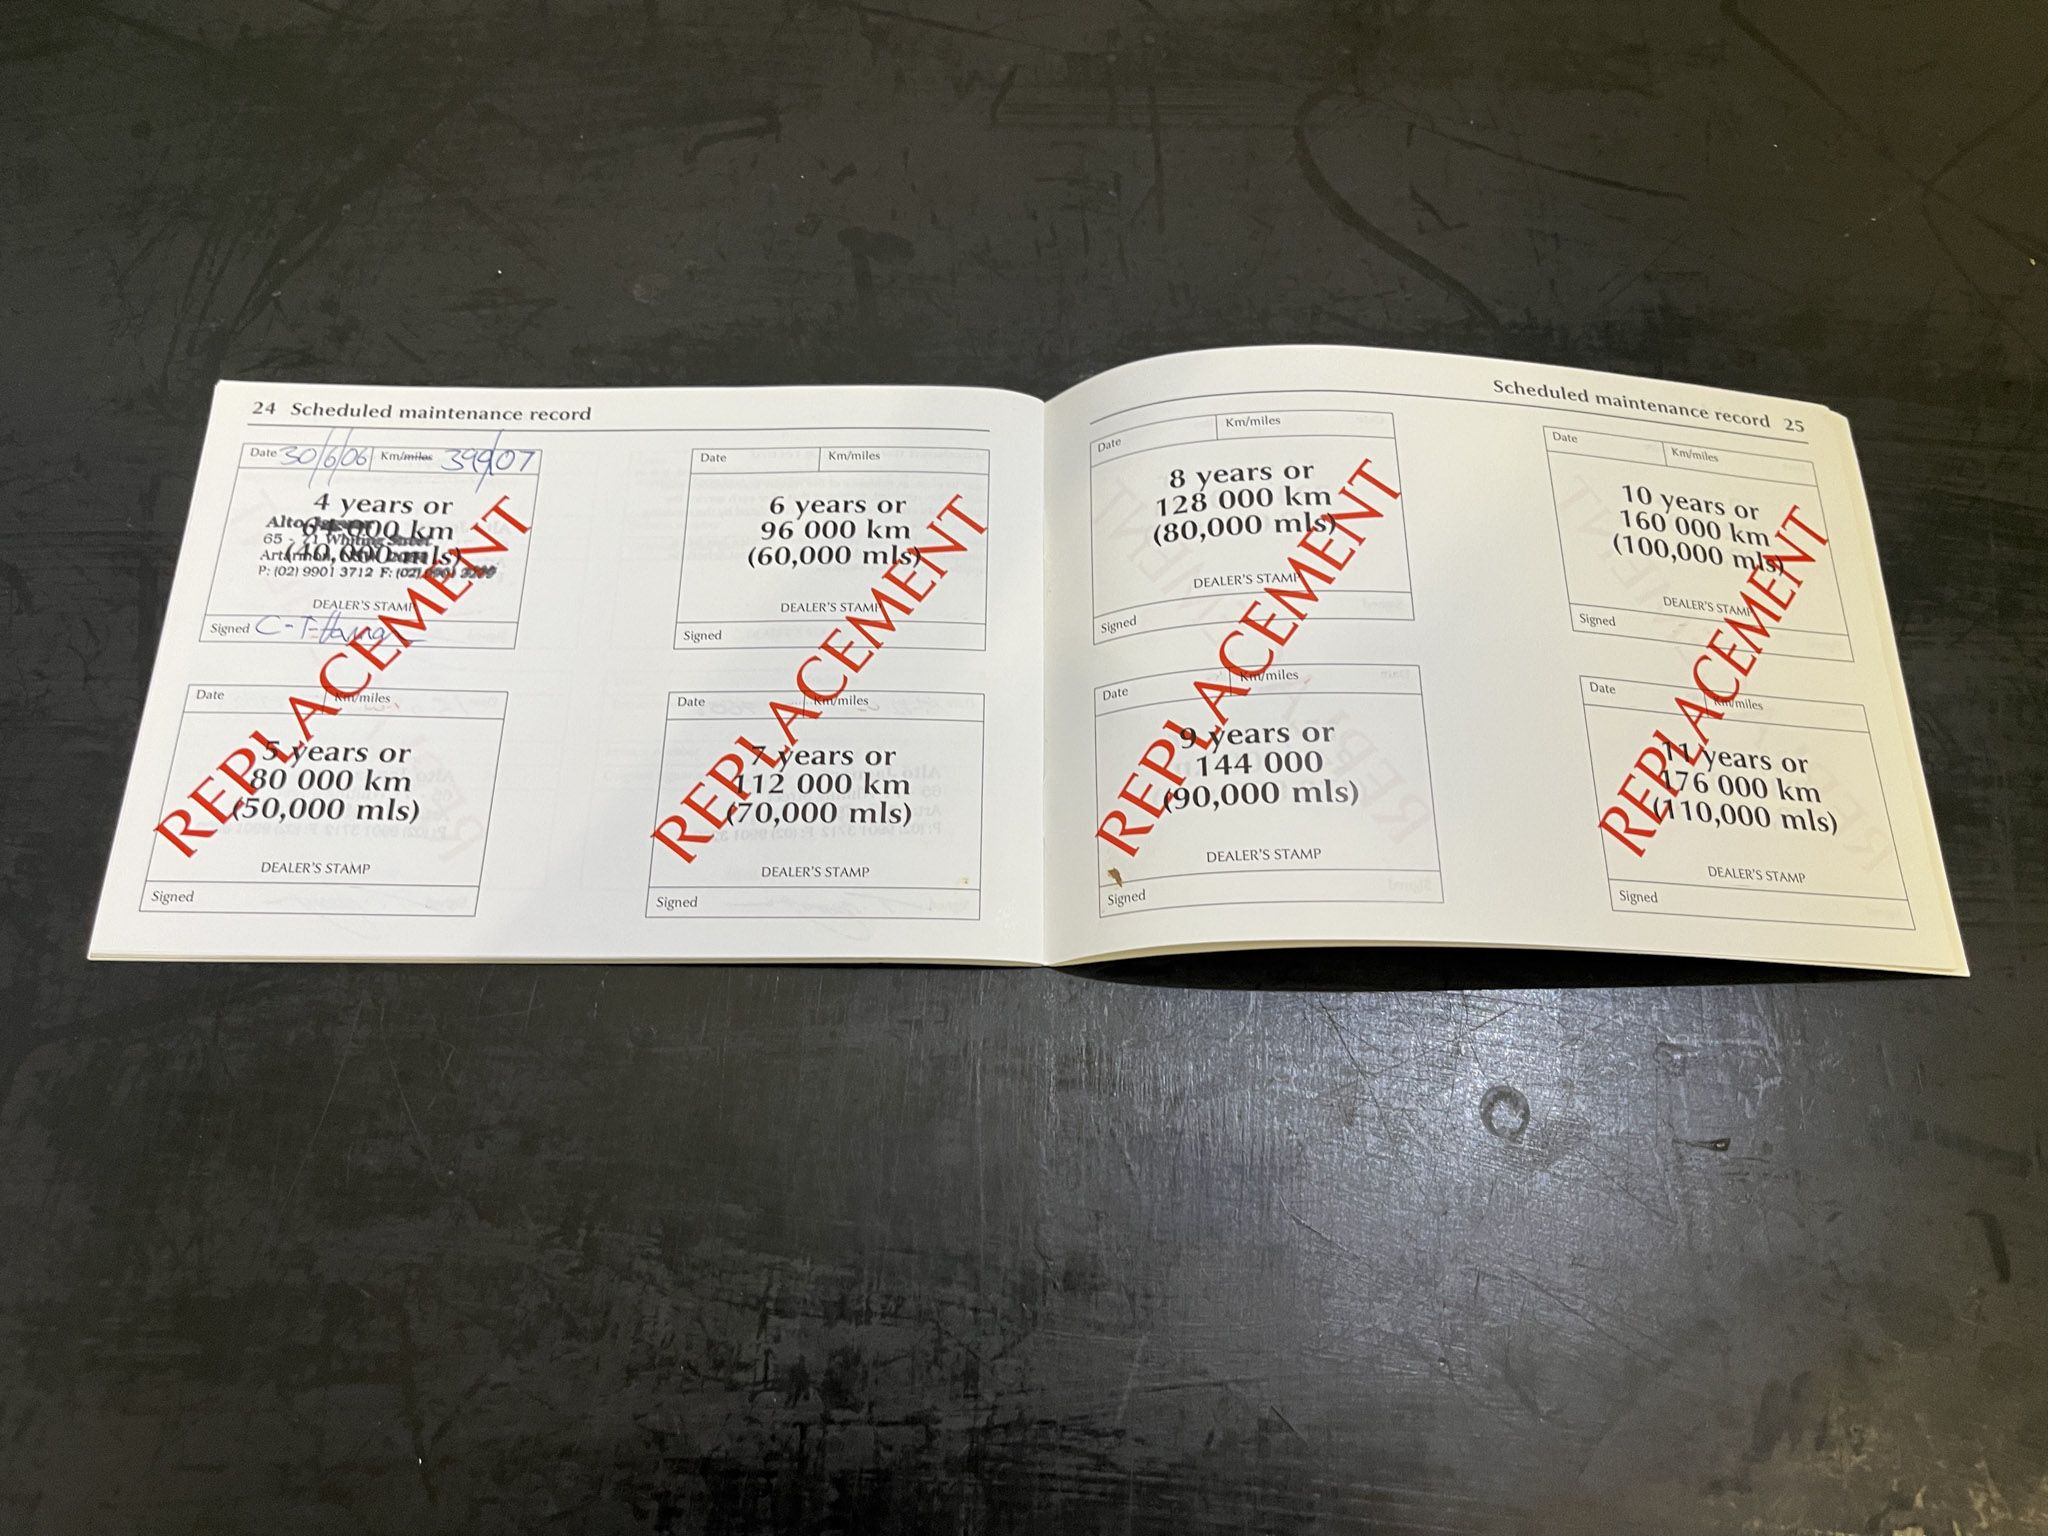 24 Scheduled maintenance record
Date 30/6/06 Km/miles 39907
4 years or
64 000 km
(40,000 mls)
Alto
65 - 71 Whiting Street
P: (02) 9901 3712 F: (02)
DEALER'S STAMP
Signed
REPLACEMENT
Date Km/miles
5 years or
80 000 km
(50,000 mls)
DEALER'S STAMP
Signed
Date Km/miles
6 years or
96 000 km
(60,000 mls)
DEALER'S STAMP
Signed
REPLACEMENT
Date Km/miles
7 years or
112 000 km
(70,000 mls)
DEALER'S STAMP
Signed
Scheduled maintenance record 25
Date Km/miles
8 years or
128 000 km
(80,000 mls)
DEALER'S STAMP
Signed
REPLACEMENT
Date Km/miles
9 years or
144 000
(90,000 mls)
DEALER'S STAMP
Signed
Date Km/miles
10 years or
160 000 km
(100,000 mls)
DEALER'S STAMP
Signed
REPLACEMENT
Date Km/miles
11 years or
176 000 km
(110,000 mls)
DEALER'S STAMP
Signed